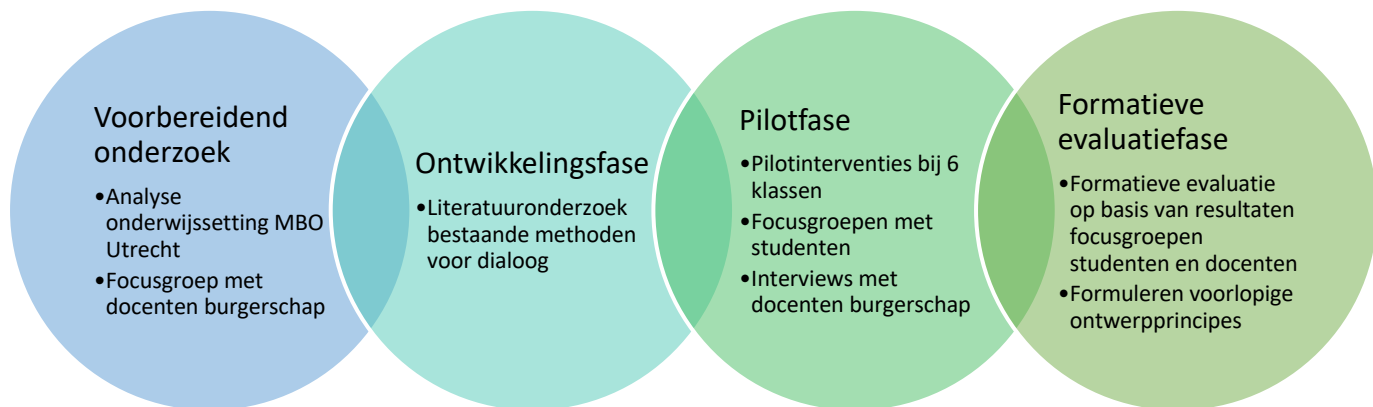 Voorbereidend
onderzoek
•Analyse
onderwijssetting MBO
Utrecht
•Focusgroep met
docenten burgerschap
Ontwikkelingsfase
•Literatuuronderzoek
bestaande methoden
voor dialoog
Pilotfase
•Pilotinterventies bij 6
klassen
•Focusgroepen met
studenten
•Interviews met
docenten burgerschap
Formatieve
evaluatiefase
•Formatieve evaluatie
op basis van resultaten
focusgroepen
studenten en docenten
•Formuleren voorlopige
ontwerpprincipes